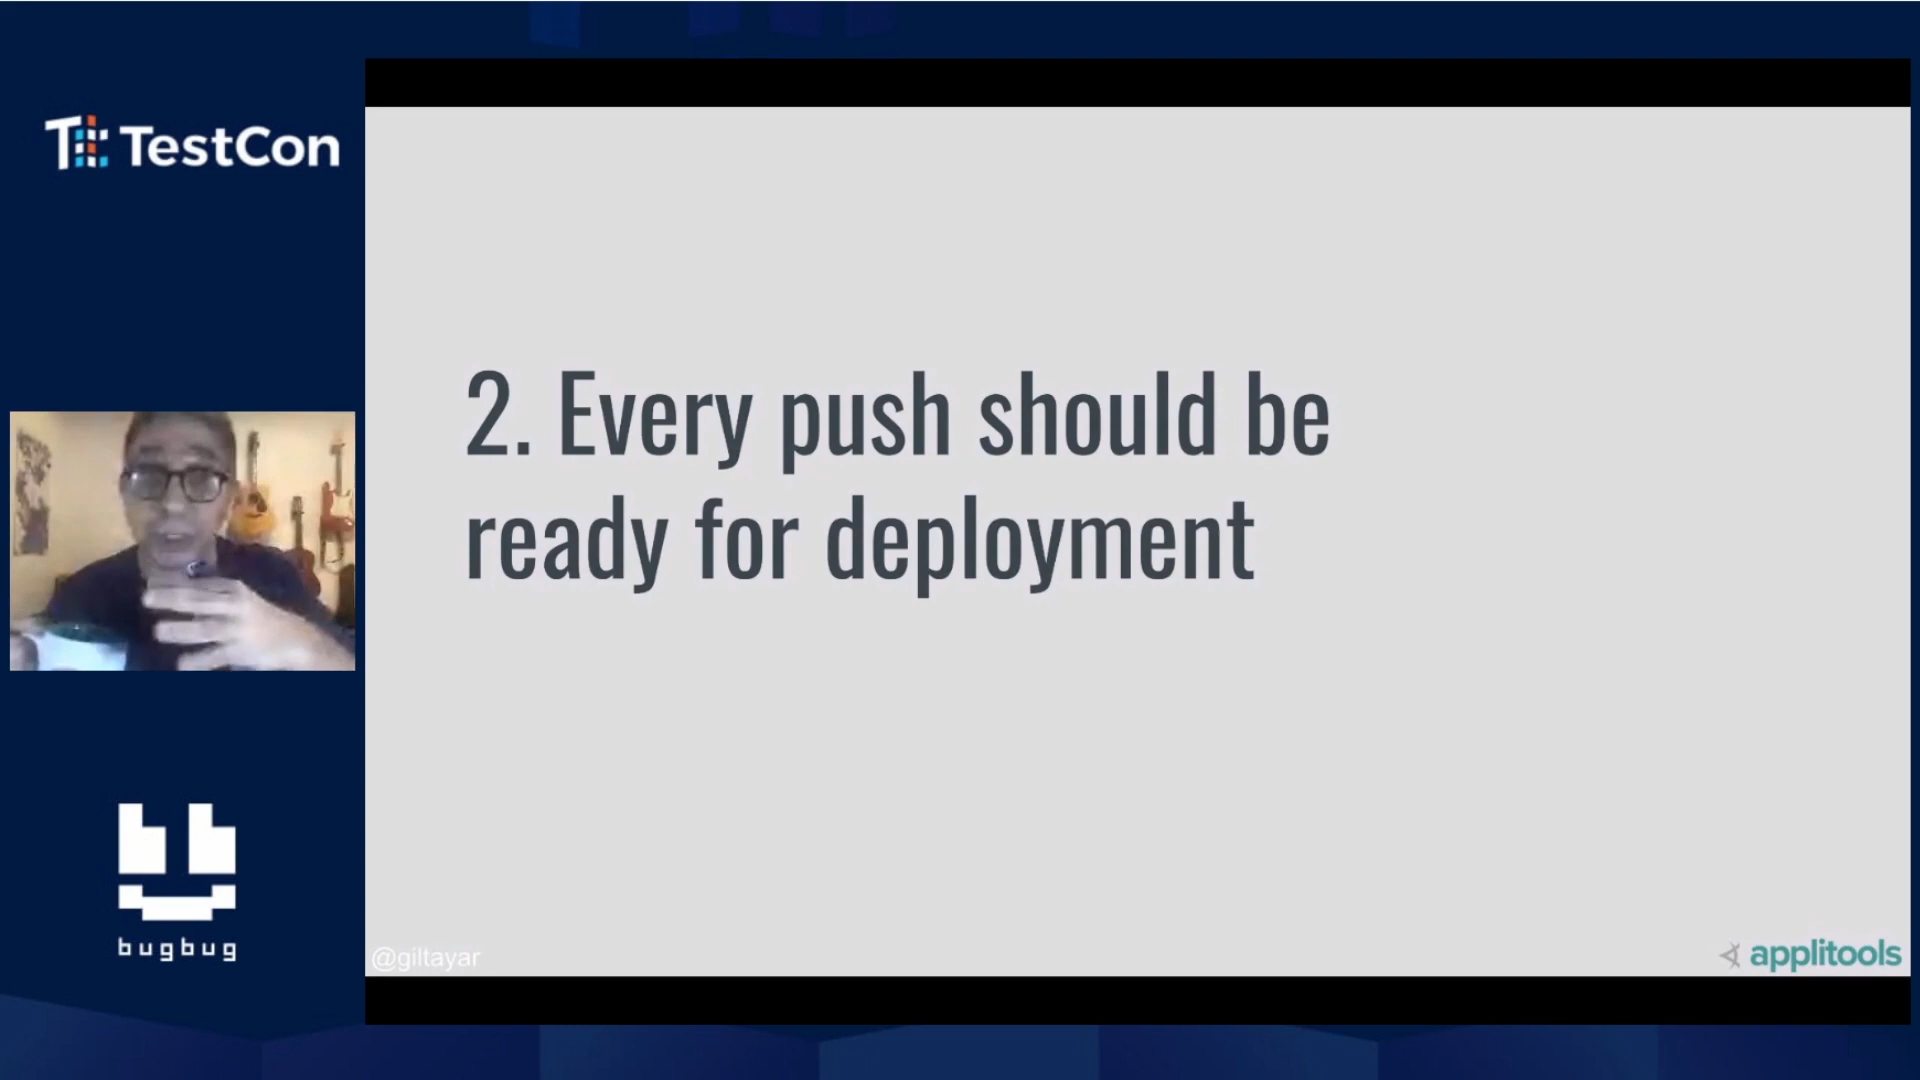 TestCon
2. Every push should be
ready for deployment
bugbug
@giltayar
applitools